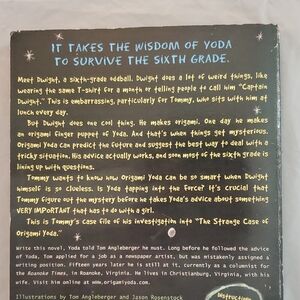 IT TAKES THE WISDOM OF YODA
TO SURVIVE THE SIXTH GRADE.
Meet Dwight, a sixth-grade oddball. Dwight does a lot of weird things, like
wearing the same T-shirt for a month or telling people to call him "Captain
Dwight." This is embarrassing, particularly for Tommy, who sits with him at
lunch every day.
But Dwight does one cool thing. He makes origami. One day he makes
an origami finger puppet of Yoda. And that's when things get mysterious.
Origami Yoda can predict the future and suggest the best way to deal with a
tricky situation. His advice actually works, and soon most of the sixth grade is
lining up with questions.
Tommy wants to know how Origami Yoda can be so smart when Dwight
himself is so clueless. Is Yoda tapping into the Force? It's crucial that
Tommy figure out the mystery before he takes Yoda's advice about something
VERY IMPORTANT that has to do with a girl.
This is Tommy's case file of his investigation into "The Strange Case of
Origami Yoda."
Write this novel, Yoda told Tom Angleberger he must. Long before he followed the advice
of Yoda, Tom applied for a job as a newspaper artist, but was mistakenly assigned a
writing position. Fifteen years later he is still at it, currently as a columnist for
the Roanoke Times, in Roanoke, Virginia. He lives in Christianburg, Virginia, with his
wife. Visit him online at www.origamiyoda.com.
Illustrations by Tom Angleberger and Jason Rosenstock